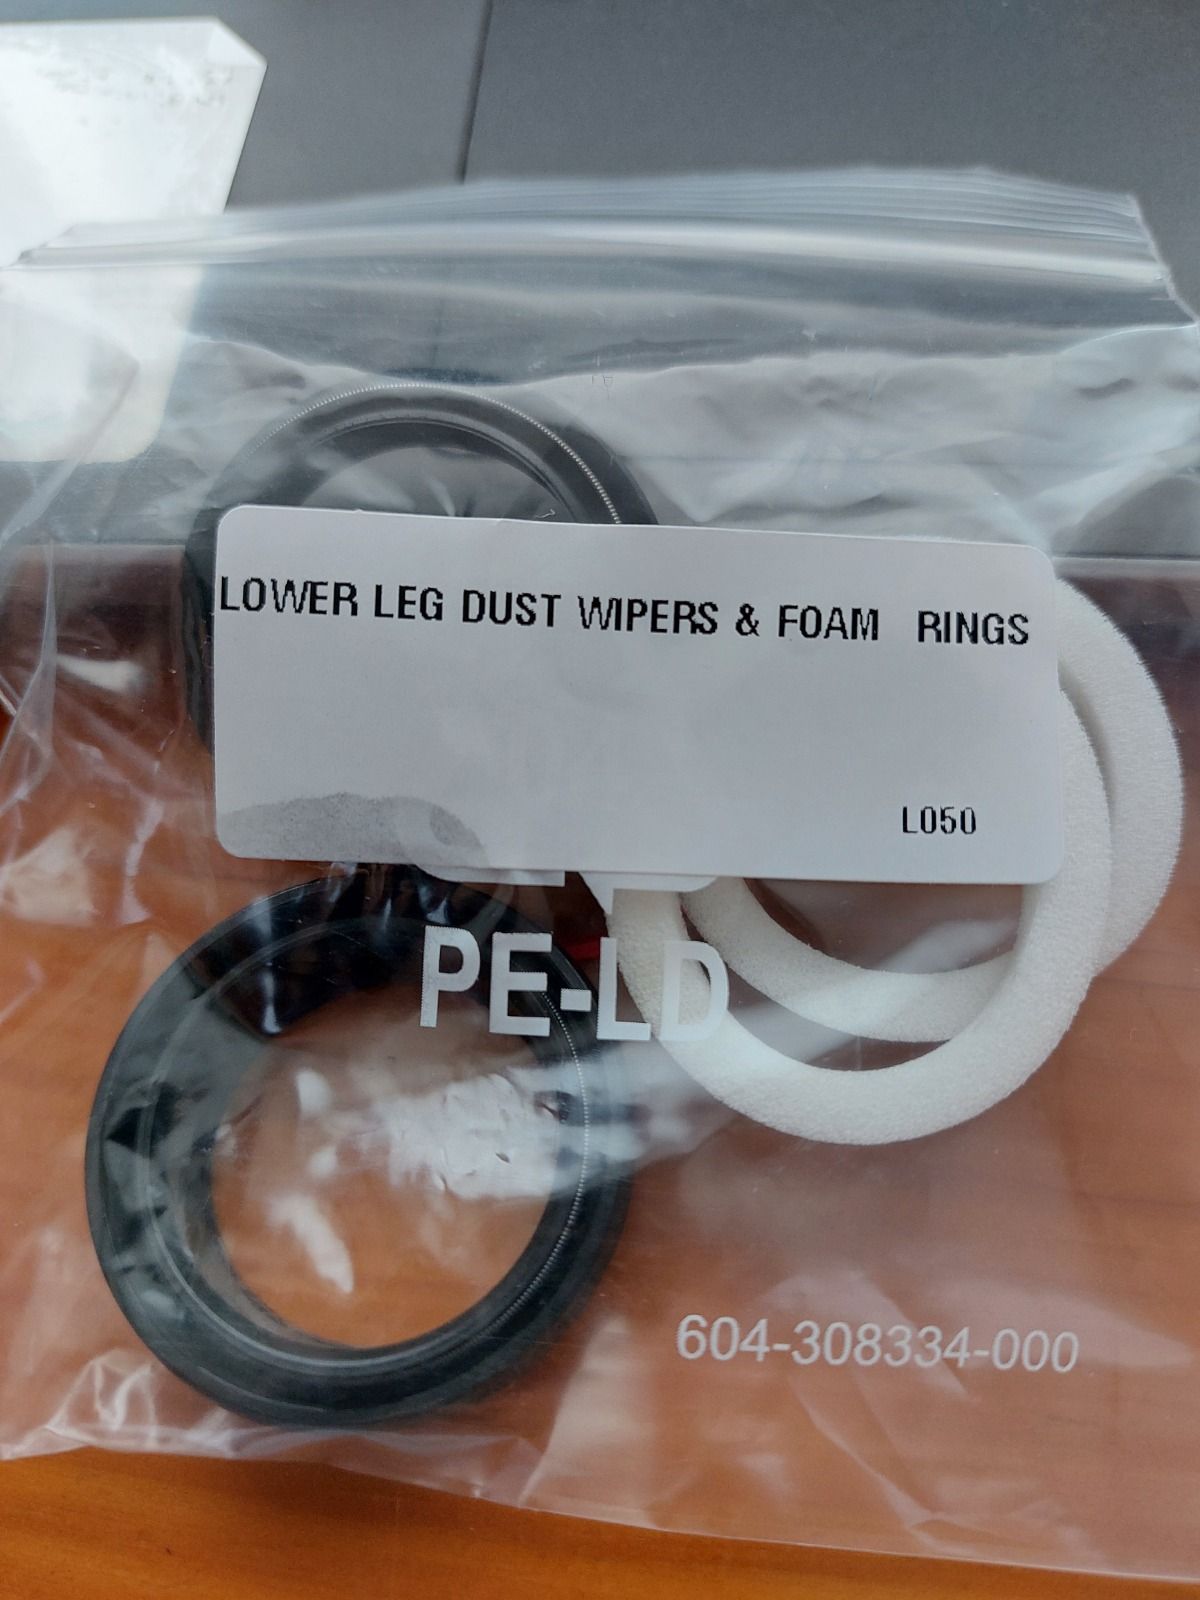 LOWER LEG DUST WIPERS & FOAM RINGS
L050
PE-LD
604-308334-000